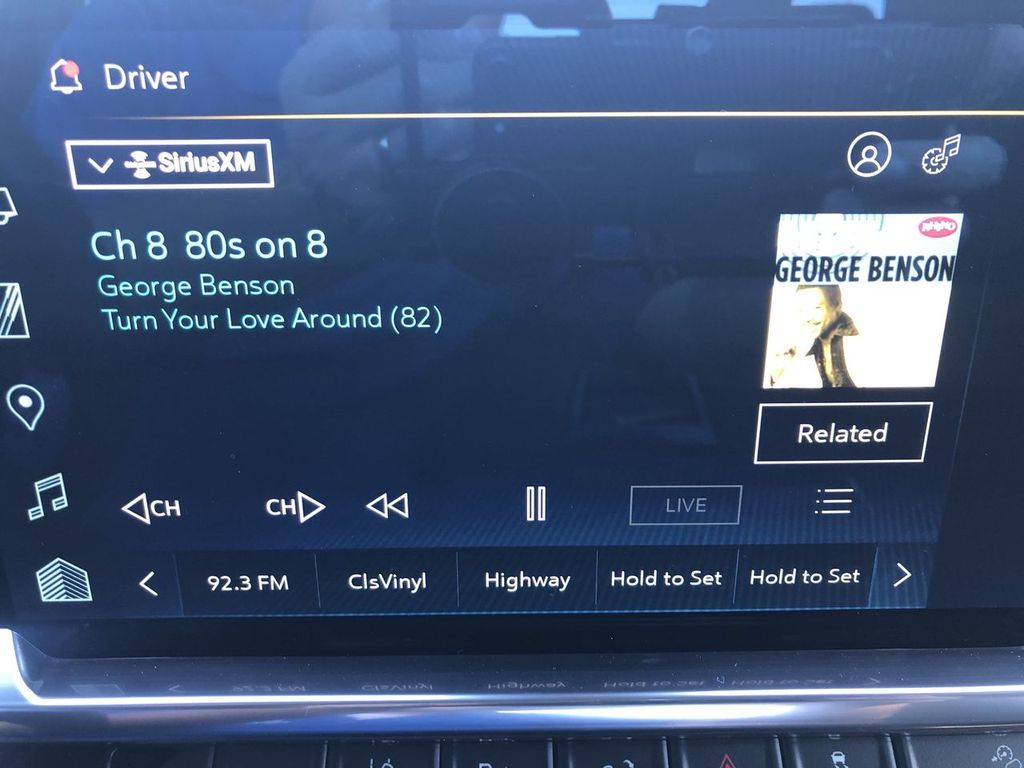 Driver
SiriusXM
Ch 8 80s on 8
George Benson
Turn Your Love Around (82)
RHINO
GEORGE BENSON
Related
CH
CH
LIVE
92.3 FM
ClsVinyl
Highway
Hold to Set
Hold to Set